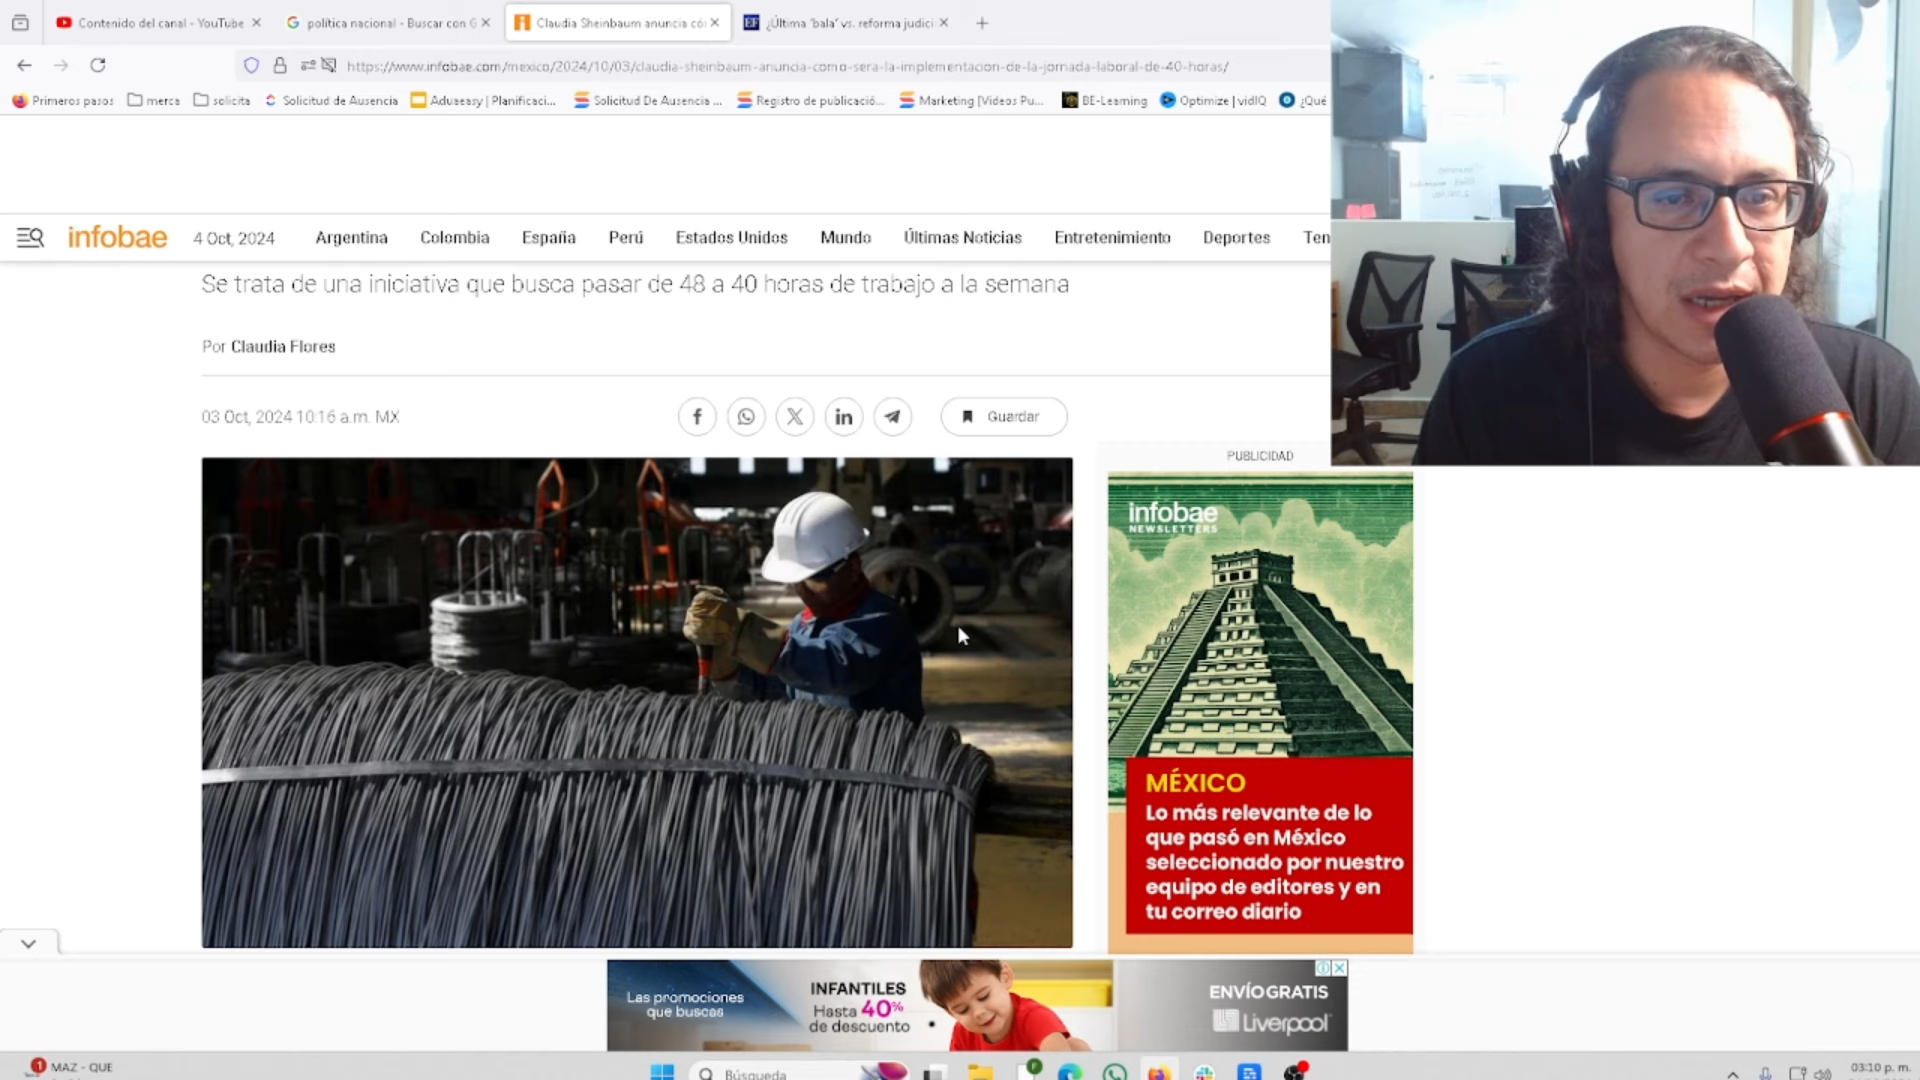 Contenido del canal - YouTube
política nacional - Buscar con G
Claudia Sheinbaum anuncia có
¿Última 'bala' vs. reforma judici
https://www.infobae.com/mexico/2024/10/03/claudia-sheinbaum-anuncia-como-sera-la-implementacion-de-la-jornada-laboral-de-40-horas/
Primeros pasos
merca
solicita
Solicitud de Ausencia
Adueasy | Planificaci...
Solicitud De Ausencia ...
Registro de publicació...
Marketing [Videos Pu...
BE-Learning
Optimize | vidIQ
¿Qué
infobae
4 Oct, 2024
Argentina
Colombia
España
Perú
Estados Unidos
Mundo
Últimas Noticias
Entretenimiento
Deportes
Ten
Se trata de una iniciativa que busca pasar de 48 a 40 horas de trabajo a la semana
Por Claudia Flores
03 Oct, 2024 10:16 a.m. MX
Guardar
PUBLICIDAD
infobae
NEWSLETTERS
MÉXICO
Lo más relevante de lo
que pasó en México
seleccionado por nuestro
equipo de editores y en
tu correo diario
Las promociones
que buscas
INFANTILES
Hasta 40%
de descuento
ENVÍO GRATIS
Liverpool
MAZ - QUE
Búsqueda
03:10 p. m.